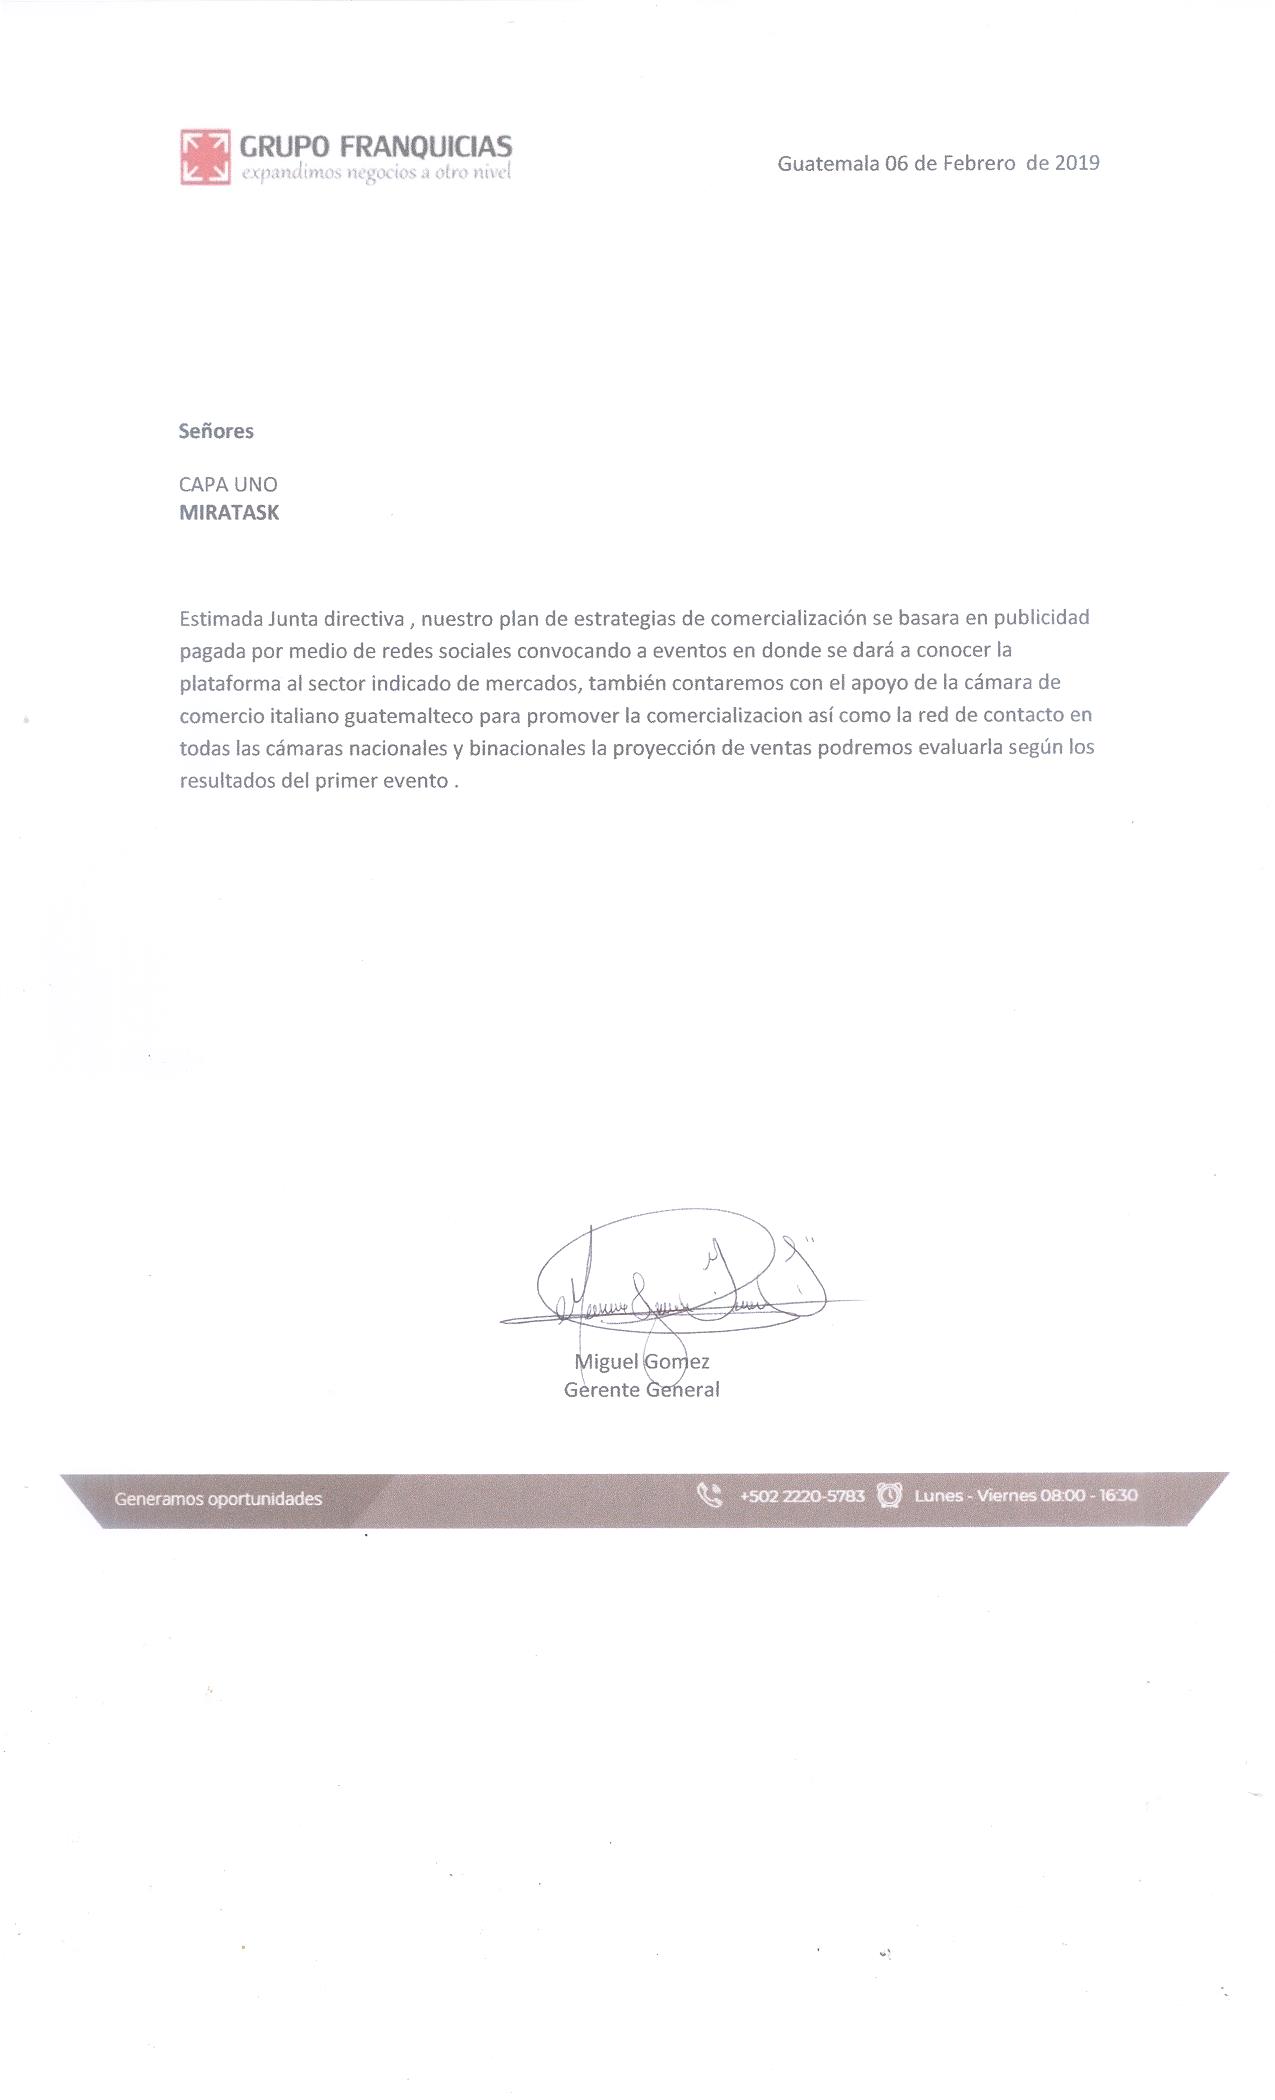 GRUPO FRANQUICIAS
expandimos negocios a otro nivel
Guatemala 06 de Febrero  de 2019
Señores
CAPA UNO
MIRATASK
Estimada Junta directiva , nuestro plan de estrategias de comercialización se basara en publicidad
pagada por medio de redes sociales convocando a eventos en donde se dará a conocer la
plataforma al sector indicado de mercados, también contaremos con el apoyo de la cámara de
comercio italiano guatemalteco para promover la comercializacion así como la red de contacto en
todas las cámaras nacionales y binacionales la proyección de ventas podremos evaluarla según los
resultados del primer evento .
Miguel Gomez
Gerente General
Generamos oportunidades
+502 2220-5783
Lunes - Viernes 08:00 - 16:30